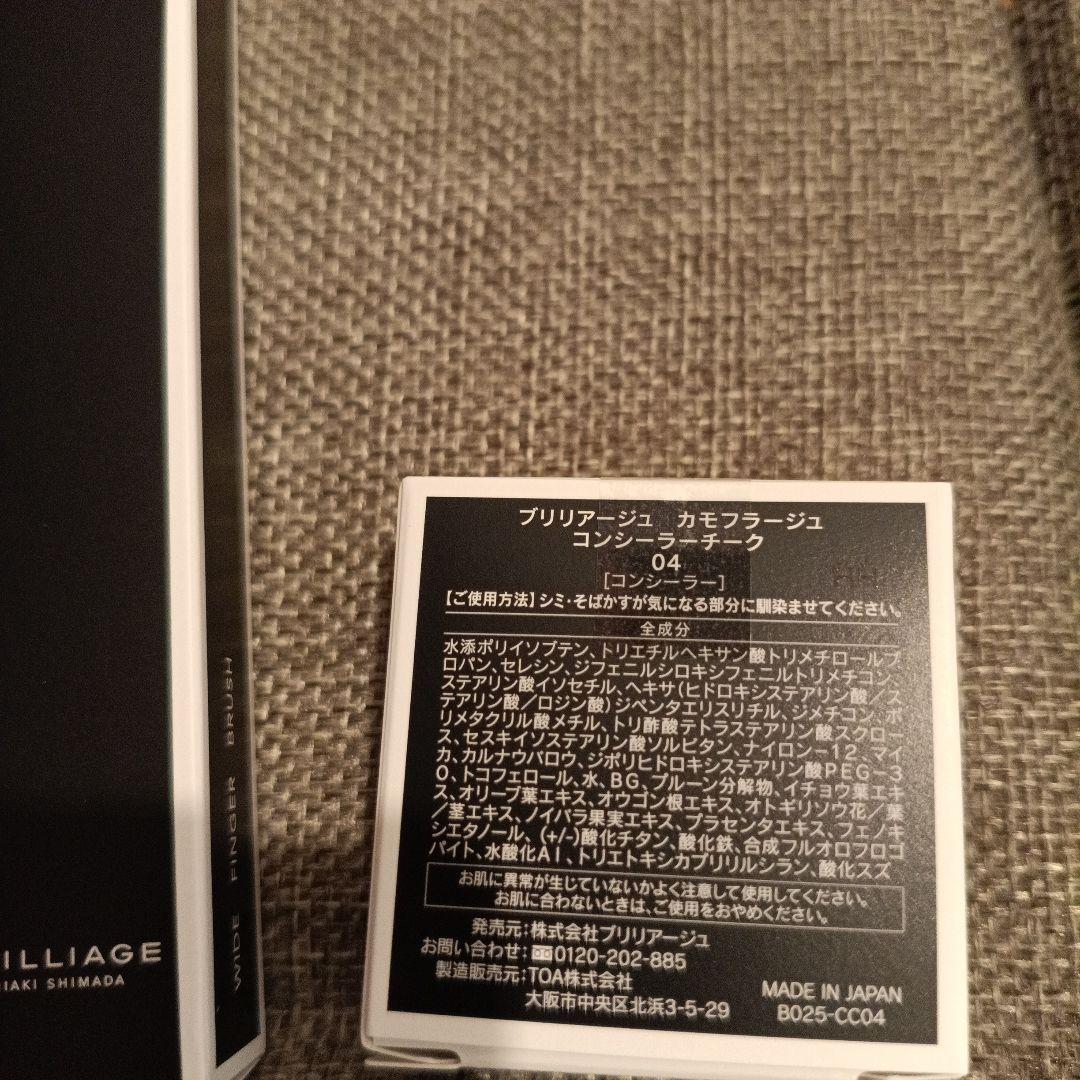 ILLIAGE
IAKI SHIMADA
WIDE FINGER BRUSH
ブリリアージュ カモフラージュ
コンシーラーチーク
04
[コンシーラー]
【ご使用方法】シミ・そばかすが気になる部分に馴染ませてください。
全成分
水添ポリイソブテン、トリエチルヘキサン酸トリメチロールプ
ロパン、セレシン、ジフェニルシロキシフェニルトリメチコン、
ステアリン酸イソセチル、ヘキサ(ヒドロキシステアリン酸/ス
テアリン酸/ロジン酸)ジペンタエリスリチル、ジメチコン、ポ
リメタクリル酸メチル、トリ酢酸テトラステアリン酸スクロー
ス、セスキイソステアリン酸ソルビタン、ナイロン-12、マイ
カ、カルナウバロウ、ジポリヒドロキシステアリン酸PEG-3
0、トコフェロール、水、BG、プルーン分解物、イチョウ葉エキ
ス、オリーブ葉エキス、オウゴン根エキス、オトギリソウ花/葉
/茎エキス、ノイバラ果実エキス、プラセンタエキス、フェノキ
シエタノール、(+/-)酸化チタン、酸化鉄、合成フルオロフロゴ
パイト、水酸化Al、トリエトキシカプリリルシラン、酸化スズ
お肌に異常が生じていないかよく注意して使用してください。
お肌に合わないときは、ご使用をおやめください。
発売元：株式会社ブリリアージュ
お問い合わせ：0120-202-885
製造販売元：TOA株式会社
大阪市中央区北浜3-5-29
MADE IN JAPAN
B025-CC04